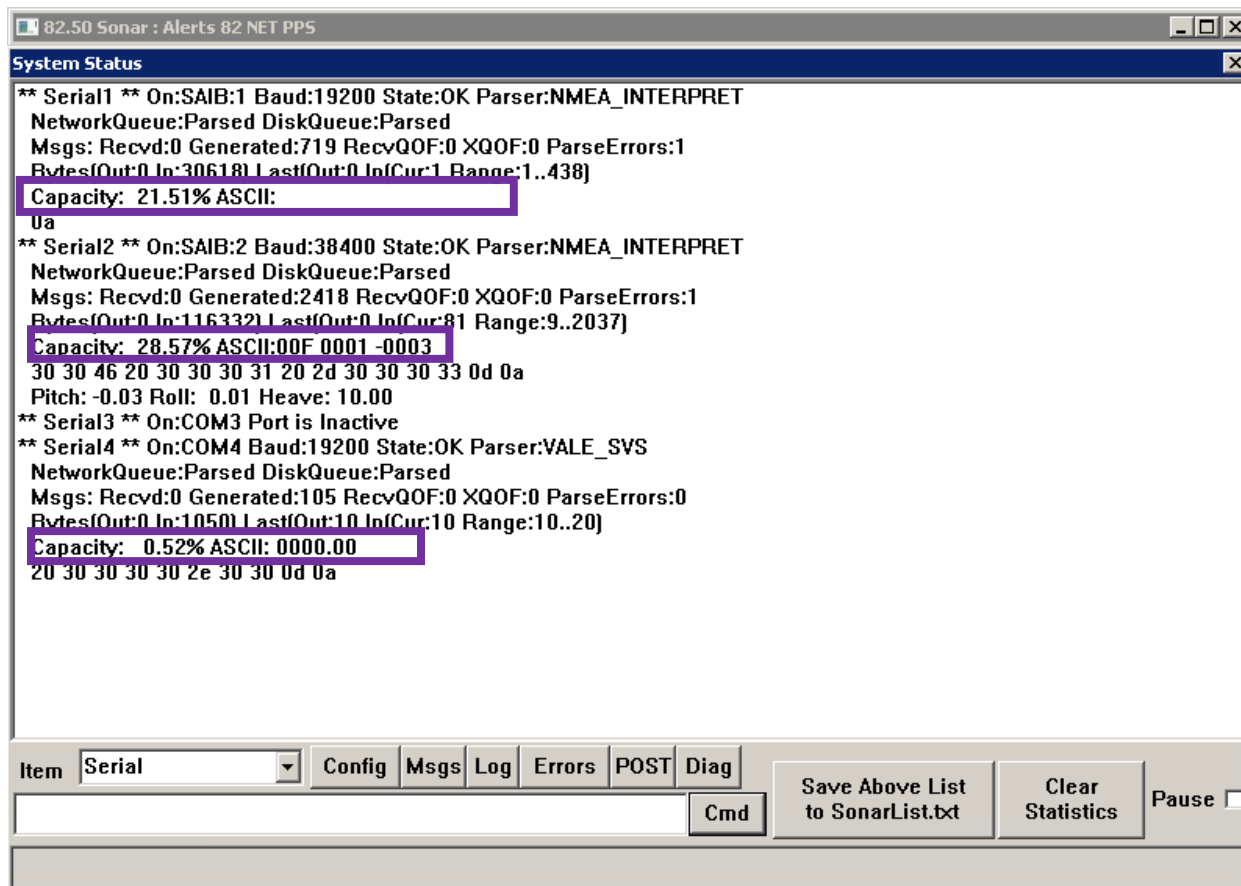 82.50 Sonar : Alerts 82 NET PPS
System Status
** Serial1 ** On:SAIB:1 Baud:19200 State:OK Parser:NMEA_INTERPRET
NetworkQueue:Parsed DiskQueue:Parsed
Msgs: Recvd:0 Generated:719 RecvQOF:0 XQOF:0 ParseErrors:1
Bytes(Out:0 In:30618) Last(Out:0 In(Cur:1 Range:1..438)
Capacity: 21.51% ASCII:
0a
** Serial2 ** On:SAIB:2 Baud:38400 State:OK Parser:NMEA_INTERPRET
NetworkQueue:Parsed DiskQueue:Parsed
Msgs: Recvd:0 Generated:2418 RecvQOF:0 XQOF:0 ParseErrors:1
Bytes(Out:0 In:116332) Last(Out:0 In(Cur:81 Range:9..2037)
Capacity: 28.57% ASCII:00F 0001 -0003
30 30 46 20 30 30 30 31 20 2d 30 30 30 33 0d 0a
Pitch: -0.03 Roll: 0.01 Heave: 10.00
** Serial3 ** On:COM3 Port is Inactive
** Serial4 ** On:COM4 Baud:19200 State:OK Parser:VALE_SVS
NetworkQueue:Parsed DiskQueue:Parsed
Msgs: Recvd:0 Generated:105 RecvQOF:0 XQOF:0 ParseErrors:0
Bytes(Out:0 In:1050) Last(Out:10 In(Cur:10 Range:10..20)
Capacity: 0.52% ASCII: 0000.00
20 30 30 30 30 2e 30 30 0d 0a
Item Serial Config Msgs Log Errors POST Diag
Save Above List
to SonarList.txt
Clear
Statistics
Pause
Cmd